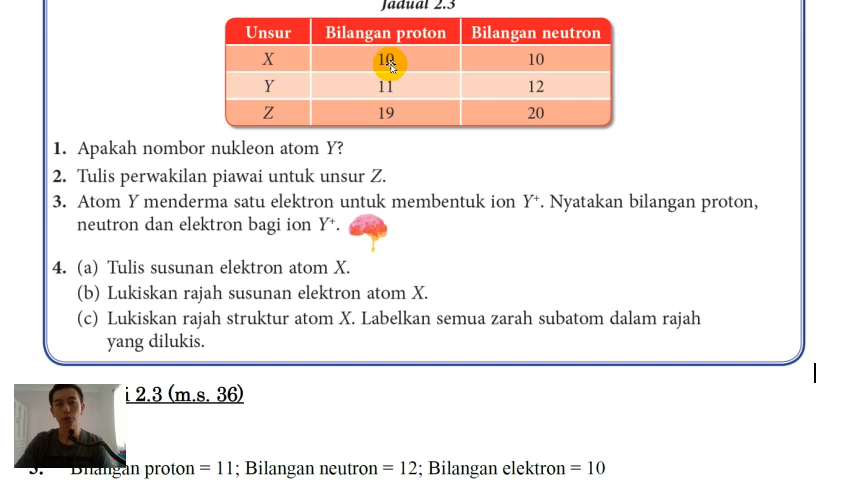 Jadual 2.3
Unsur Bilangan proton Bilangan neutron
X 10 10
Y 11 12
Z 19 20
1. Apakah nombor nukleon atom Y?
2. Tulis perwakilan piawai untuk unsur Z.
3. Atom Y menderma satu elektron untuk membentuk ion Y⁺. Nyatakan bilangan proton,
neutron dan elektron bagi ion Y⁺.
4. (a) Tulis susunan elektron atom X.
(b) Lukiskan rajah susunan elektron atom X.
(c) Lukiskan rajah struktur atom X. Labelkan semua zarah subatom dalam rajah
yang dilukis.
i 2.3 (m.s. 36)
3. Bilangan proton = 11; Bilangan neutron = 12; Bilangan elektron = 10